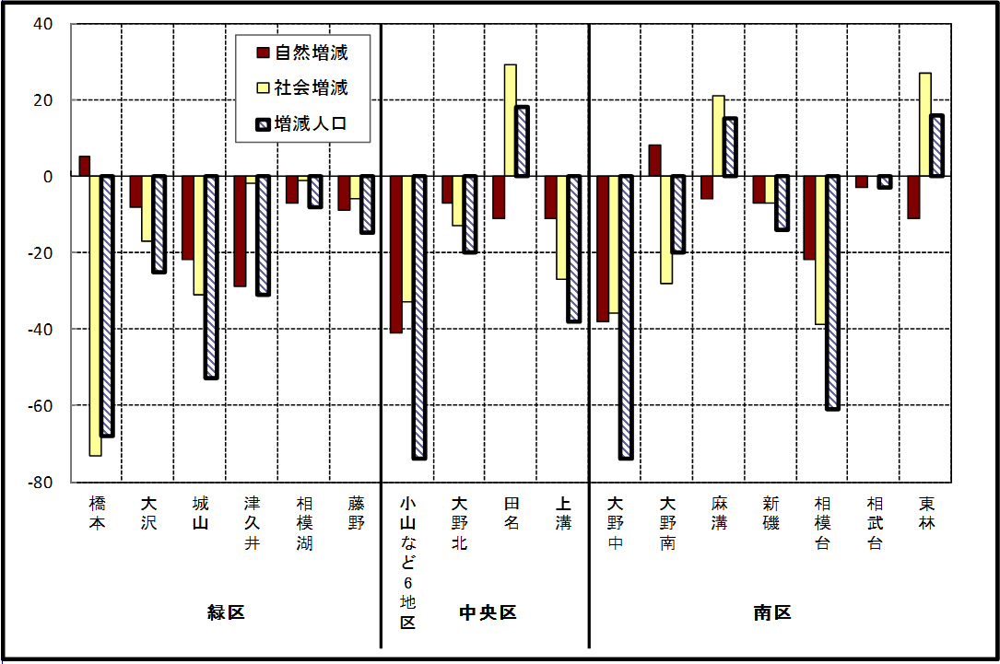 40
20
0
-20
-40
-60
-80
自然増減
社会増減
増減人口
橋本
大沢
城山
津久井
相模湖
藤野
小山など6地区
大野北
田名
上溝
大野中
大野南
麻溝
新磯
相模台
相武台
東林
緑区
中央区
南区